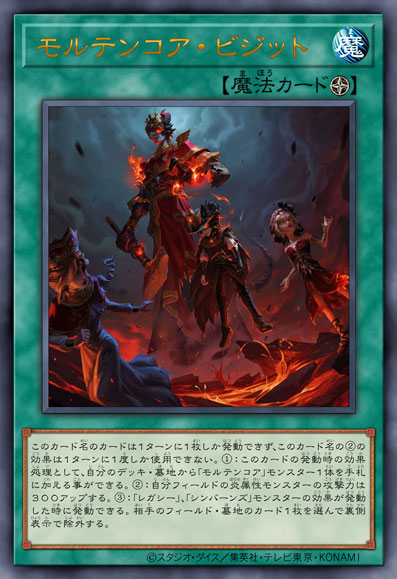 モルテンコア・ビジット
魔
【魔法カード】
このカード名のカードは1ターンに1枚しか発動できず、このカード名の②の
効果は1ターンに1度しか使用できない。①:このカードの発動時の効果
処理として、自分のデッキ・墓地から「モルテンコア」モンスター1体を手札
に加える事ができる。②:自分フィールドの炎属性モンスターの攻撃力は
300アップする。③:「レガシー」、「シンバーンズ」モンスターの効果が発動
した時に発動できる。相手のフィールド・墓地のカード1枚を選んで裏側
表示で除外する。
©スタジオ・ダイス/集英社・テレビ東京・KONAMI